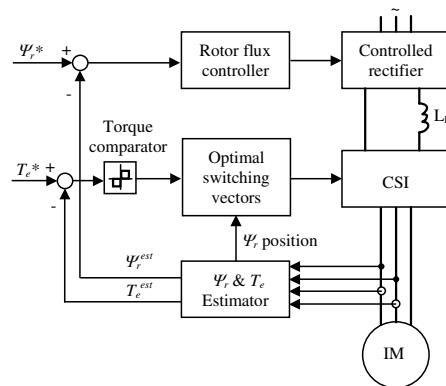 ~
Ψr*
+
-
Rotor flux
controller
Controlled
rectifier
Torque
comparator
Te*
+
-
Optimal
switching
vectors
CSI
Ψr position
Ψr^est
Te^est
Ψr & Te
Estimator
IM